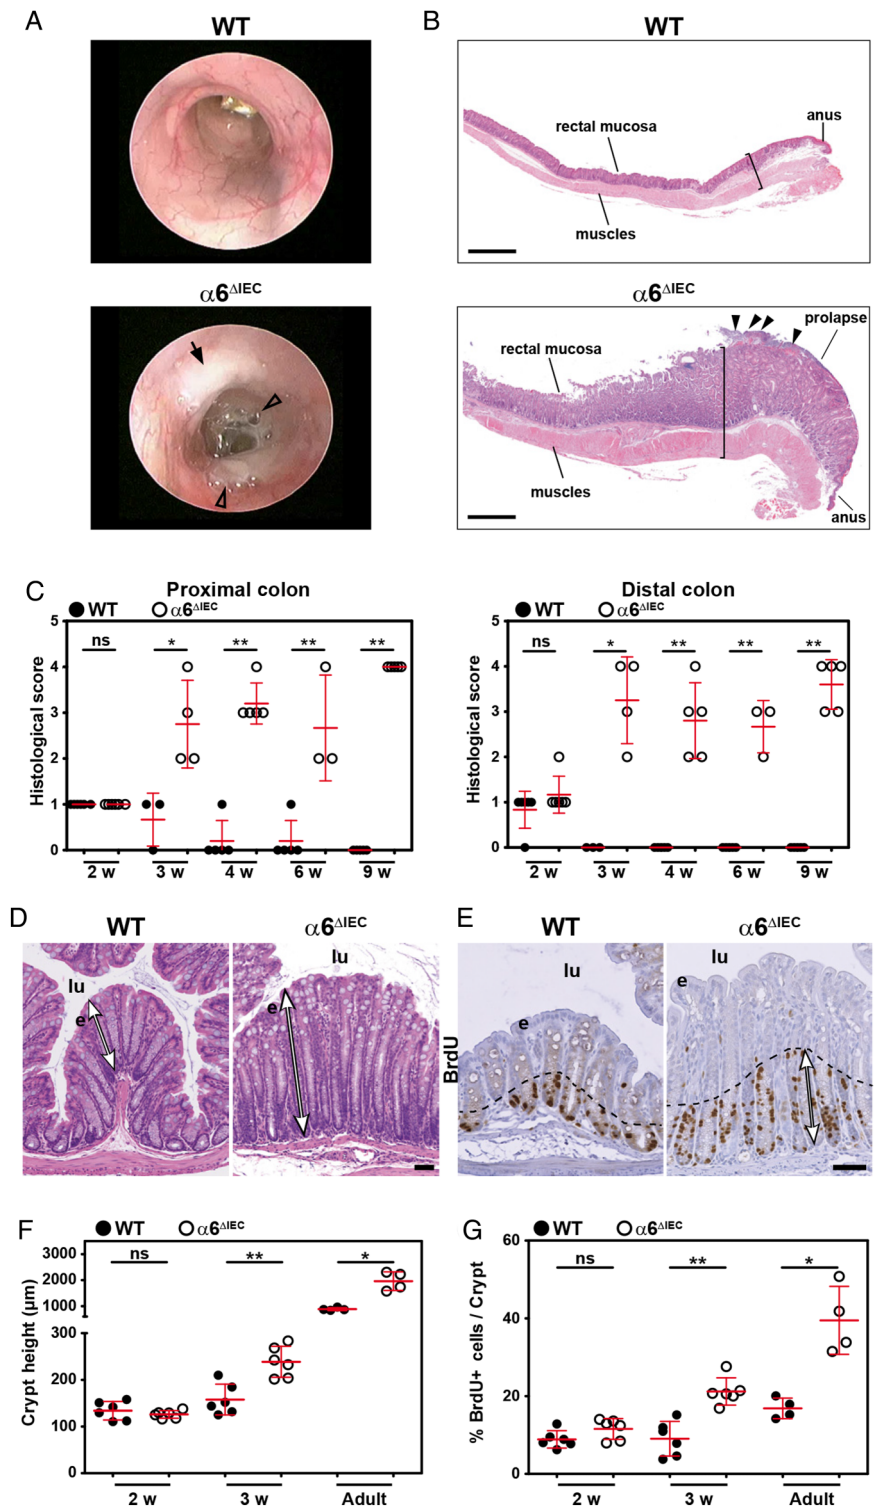 A
WT
B
WT
rectal mucosa
anus
muscles
α6ΔIEC
α6ΔIEC
rectal mucosa
prolapse
muscles
anus
C
Proximal colon
WT
α6ΔIEC
Histological score
5
4
3
2
1
0
ns
*
**
**
**
2 w
3 w
4 w
6 w
9 w
Distal colon
WT
α6ΔIEC
Histological score
5
4
3
2
1
0
ns
*
**
**
**
2 w
3 w
4 w
6 w
9 w
D
WT
α6ΔIEC
lu
e
lu
e
E
WT
α6ΔIEC
BrdU
lu
e
lu
e
F
WT
α6ΔIEC
Crypt height (µm)
3000
2000
1000
300
200
100
0
ns
**
*
2 w
3 w
Adult
G
WT
α6ΔIEC
% BrdU+ cells / Crypt
60
40
20
0
ns
**
*
2 w
3 w
Adult